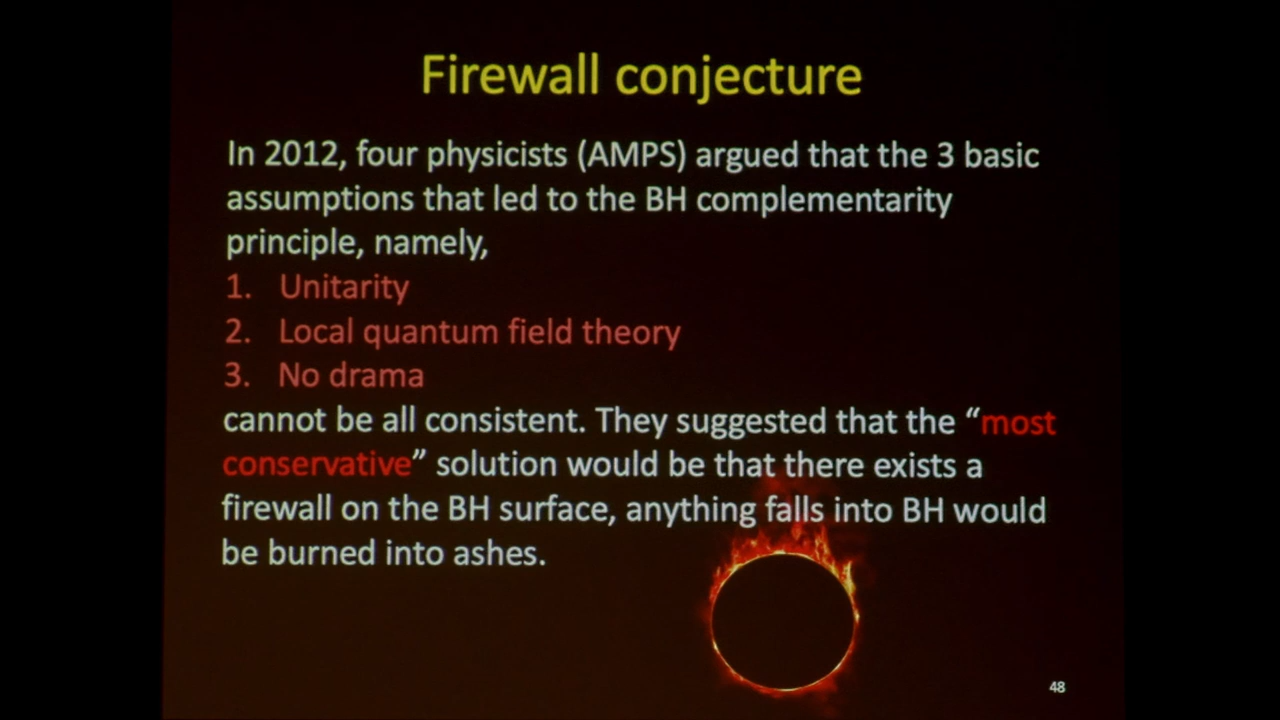 Firewall conjecture
In 2012, four physicists (AMPS) argued that the 3 basic
assumptions that led to the BH complementarity
principle, namely,
1. Unitarity
2. Local quantum field theory
3. No drama
cannot be all consistent. They suggested that the “most
conservative” solution would be that there exists a
firewall on the BH surface, anything falls into BH would
be burned into ashes.
48